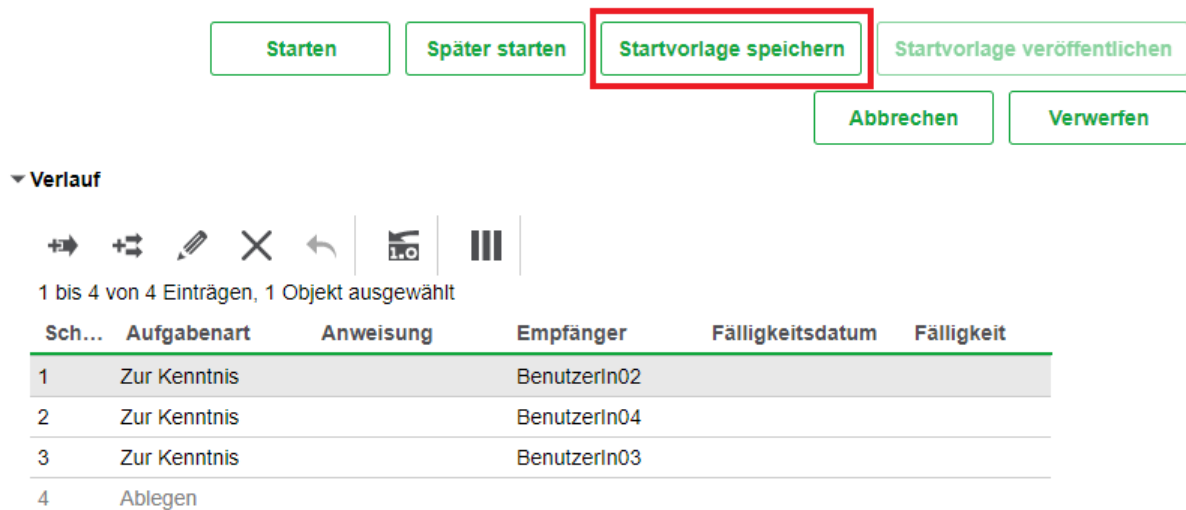 Starten Später starten Startvorlage speichern Startvorlage veröffentlichen
Abbrechen Verwerfen
Verlauf
1.0
1 bis 4 von 4 Einträgen, 1 Objekt ausgewählt
Sch... Aufgabenart Anweisung Empfänger Fälligkeitsdatum Fälligkeit
1 Zur Kenntnis BenutzerIn02
2 Zur Kenntnis BenutzerIn04
3 Zur Kenntnis BenutzerIn03
4 Ablegen